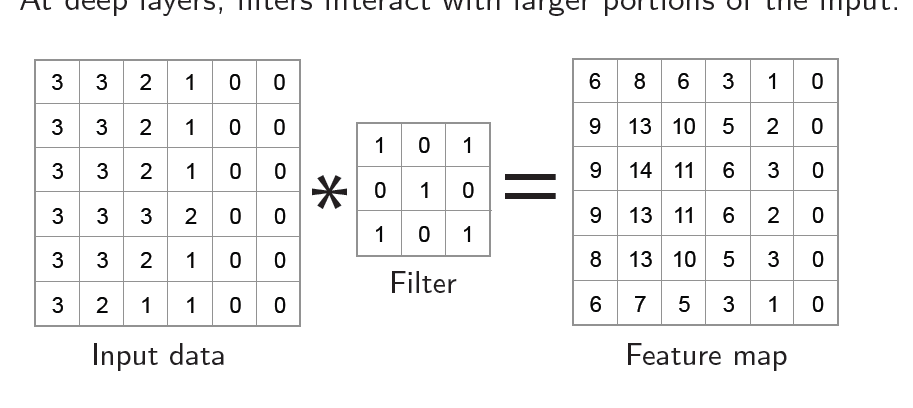 At deep layers, filters interact with larger portions of the input.
3 3 2 1 0 0
3 3 2 1 0 0
3 3 2 1 0 0
3 3 3 2 0 0
3 3 2 1 0 0
3 2 1 1 0 0
Input data
*
1 0 1
0 1 0
1 0 1
Filter
=
6 8 6 3 1 0
9 13 10 5 2 0
9 14 11 6 3 0
9 13 11 6 2 0
8 13 10 5 3 0
6 7 5 3 1 0
Feature map